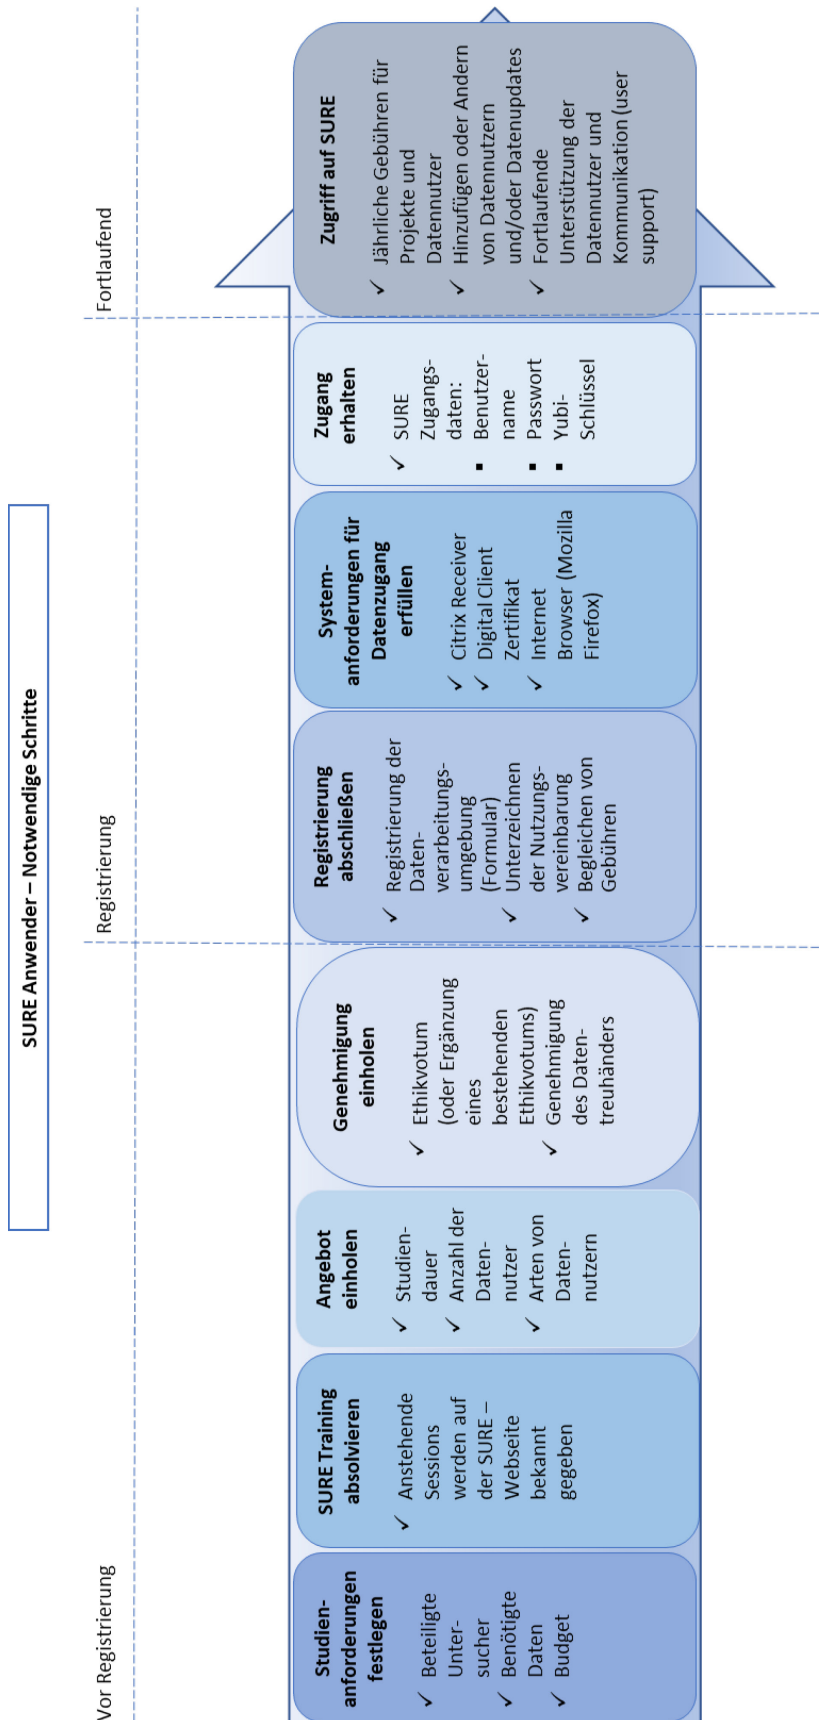 SURE Anwender – Notwendige Schritte
Vor Registrierung
Registrierung
Fortlaufend
Studien-
anforderungen
festlegen
✓ Beteiligte
Unter-
sucher
✓ Benötigte
Daten
✓ Budget
SURE Training
absolvieren
✓ Anstehende
Sessions
werden auf
der SURE –
Webseite
bekannt
gegeben
Angebot
einholen
✓ Studien-
dauer
✓ Anzahl der
Daten-
nutzer
✓ Arten von
Daten-
nutzern
Genehmigung
einholen
✓ Ethikvotum
(oder Ergänzung
eines
bestehenden
Ethikvotums)
✓ Genehmigung
des Daten-
treuhänders
Registrierung
abschließen
✓ Registrierung der
Daten-
verarbeitungs-
umgebung
(Formular)
✓ Unterzeichnen
der Nutzungs-
vereinbarung
✓ Begleichen von
Gebühren
System-
anforderungen für
Datenzugang
erfüllen
✓ Citrix Receiver
✓ Digital Client
Zertifikat
✓ Internet
Browser (Mozilla
Firefox)
Zugang
erhalten
✓ SURE
Zugangs-
daten:
▪ Benutzer-
name
▪ Passwort
▪ Yubi-
Schlüssel
Zugriff auf SURE
✓ Jährliche Gebühren für
Projekte und
Datennutzer
✓ Hinzufügen oder Andern
von Datennutzern
und/oder Datenupdates
✓ Fortlaufende
Unterstützung der
Datennutzer und
Kommunikation (user
support)